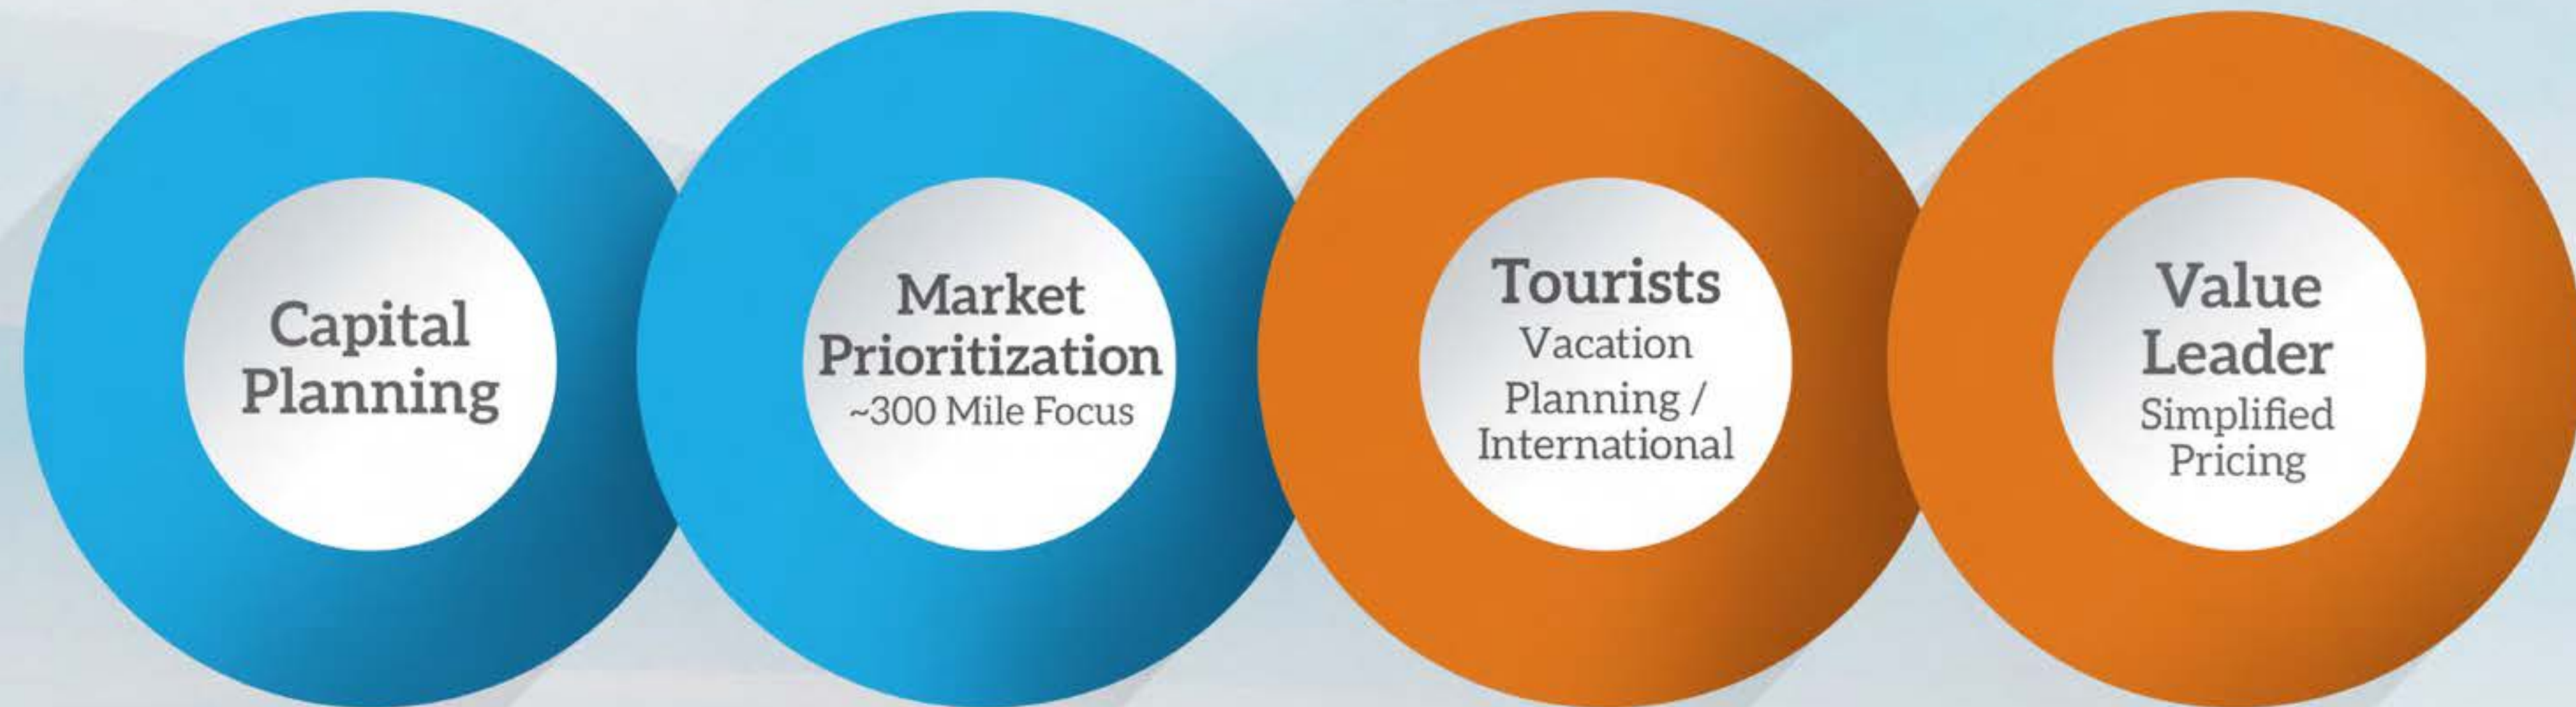 Capital
Planning
Market
Prioritization
~300 Mile Focus
Tourists
Vacation
Planning /
International
Value
Leader
Simplified
Pricing